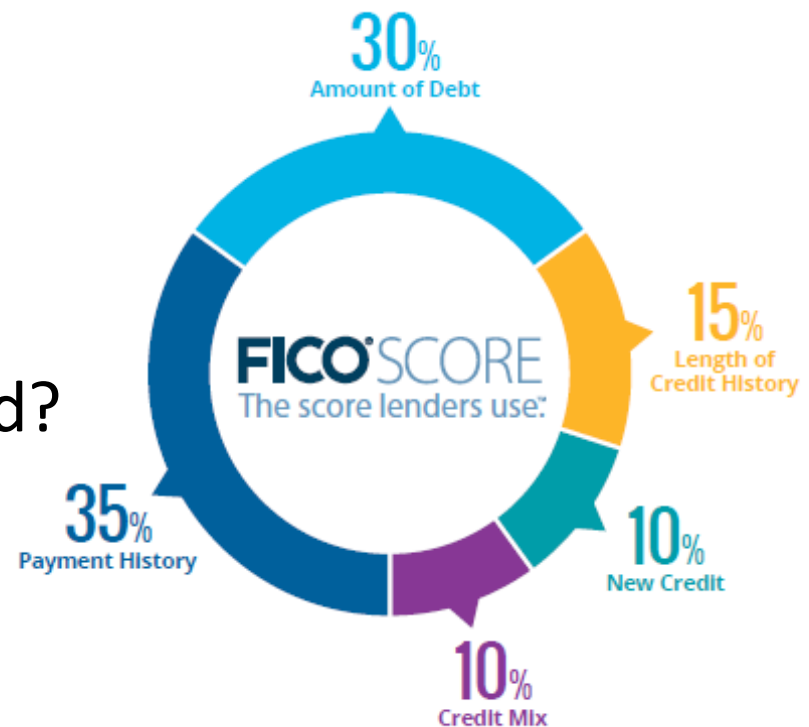 30%
Amount of Debt
15%
Length of
Credit History
FICO® SCORE
The score lenders use.™
d?
35%
Payment History
10%
New Credit
10%
Credit Mix